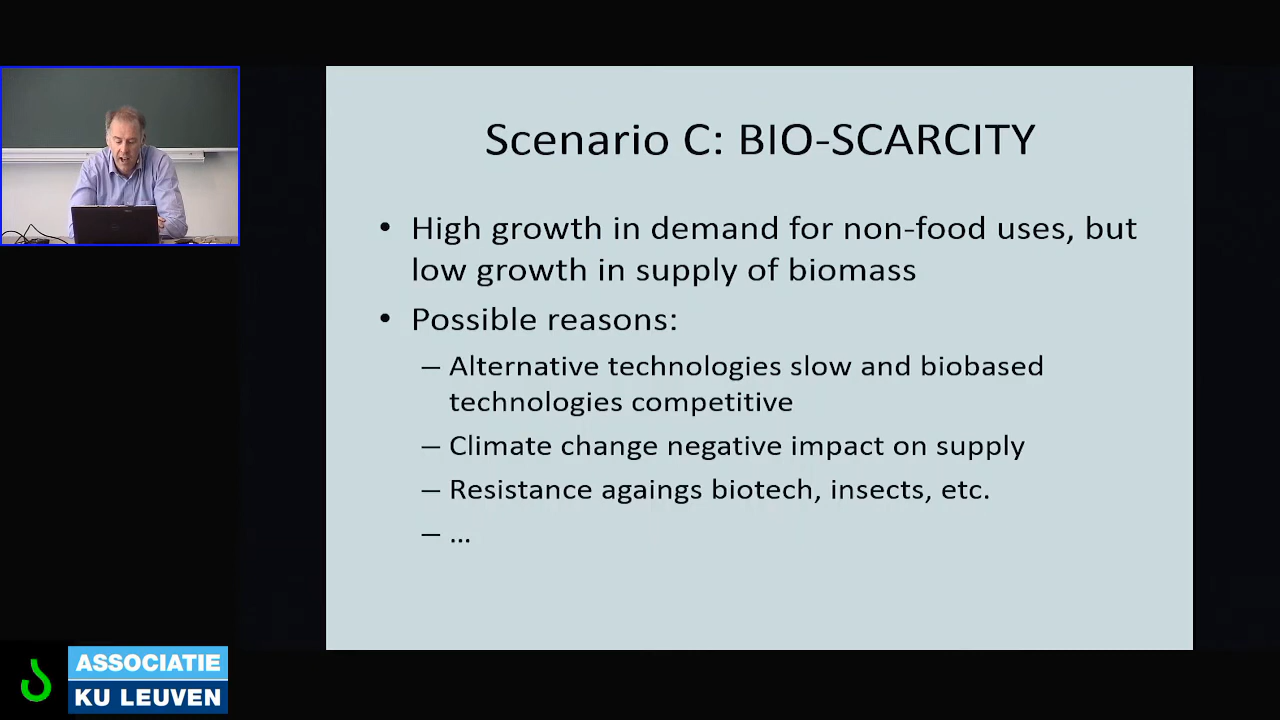 Scenario C: BIO-SCARCITY
• High growth in demand for non-food uses, but
low growth in supply of biomass
• Possible reasons:
– Alternative technologies slow and biobased
technologies competitive
– Climate change negative impact on supply
– Resistance agaings biotech, insects, etc.
– ...
ASSOCIATIE
KU LEUVEN